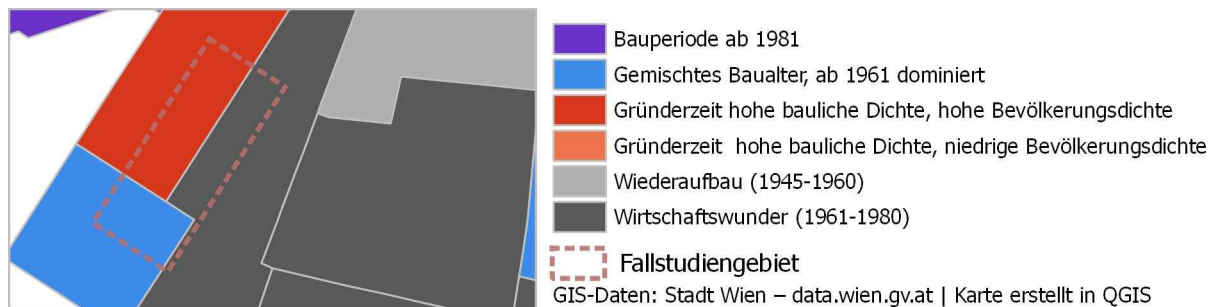 Bauperiode ab 1981
Gemischtes Baualter, ab 1961 dominiert
Gründerzeit hohe bauliche Dichte, hohe Bevölkerungsdichte
Gründerzeit hohe bauliche Dichte, niedrige Bevölkerungsdichte
Wiederaufbau (1945-1960)
Wirtschaftswunder (1961-1980)
Fallstudiengebiet
GIS-Daten: Stadt Wien – data.wien.gv.at | Karte erstellt in QGIS